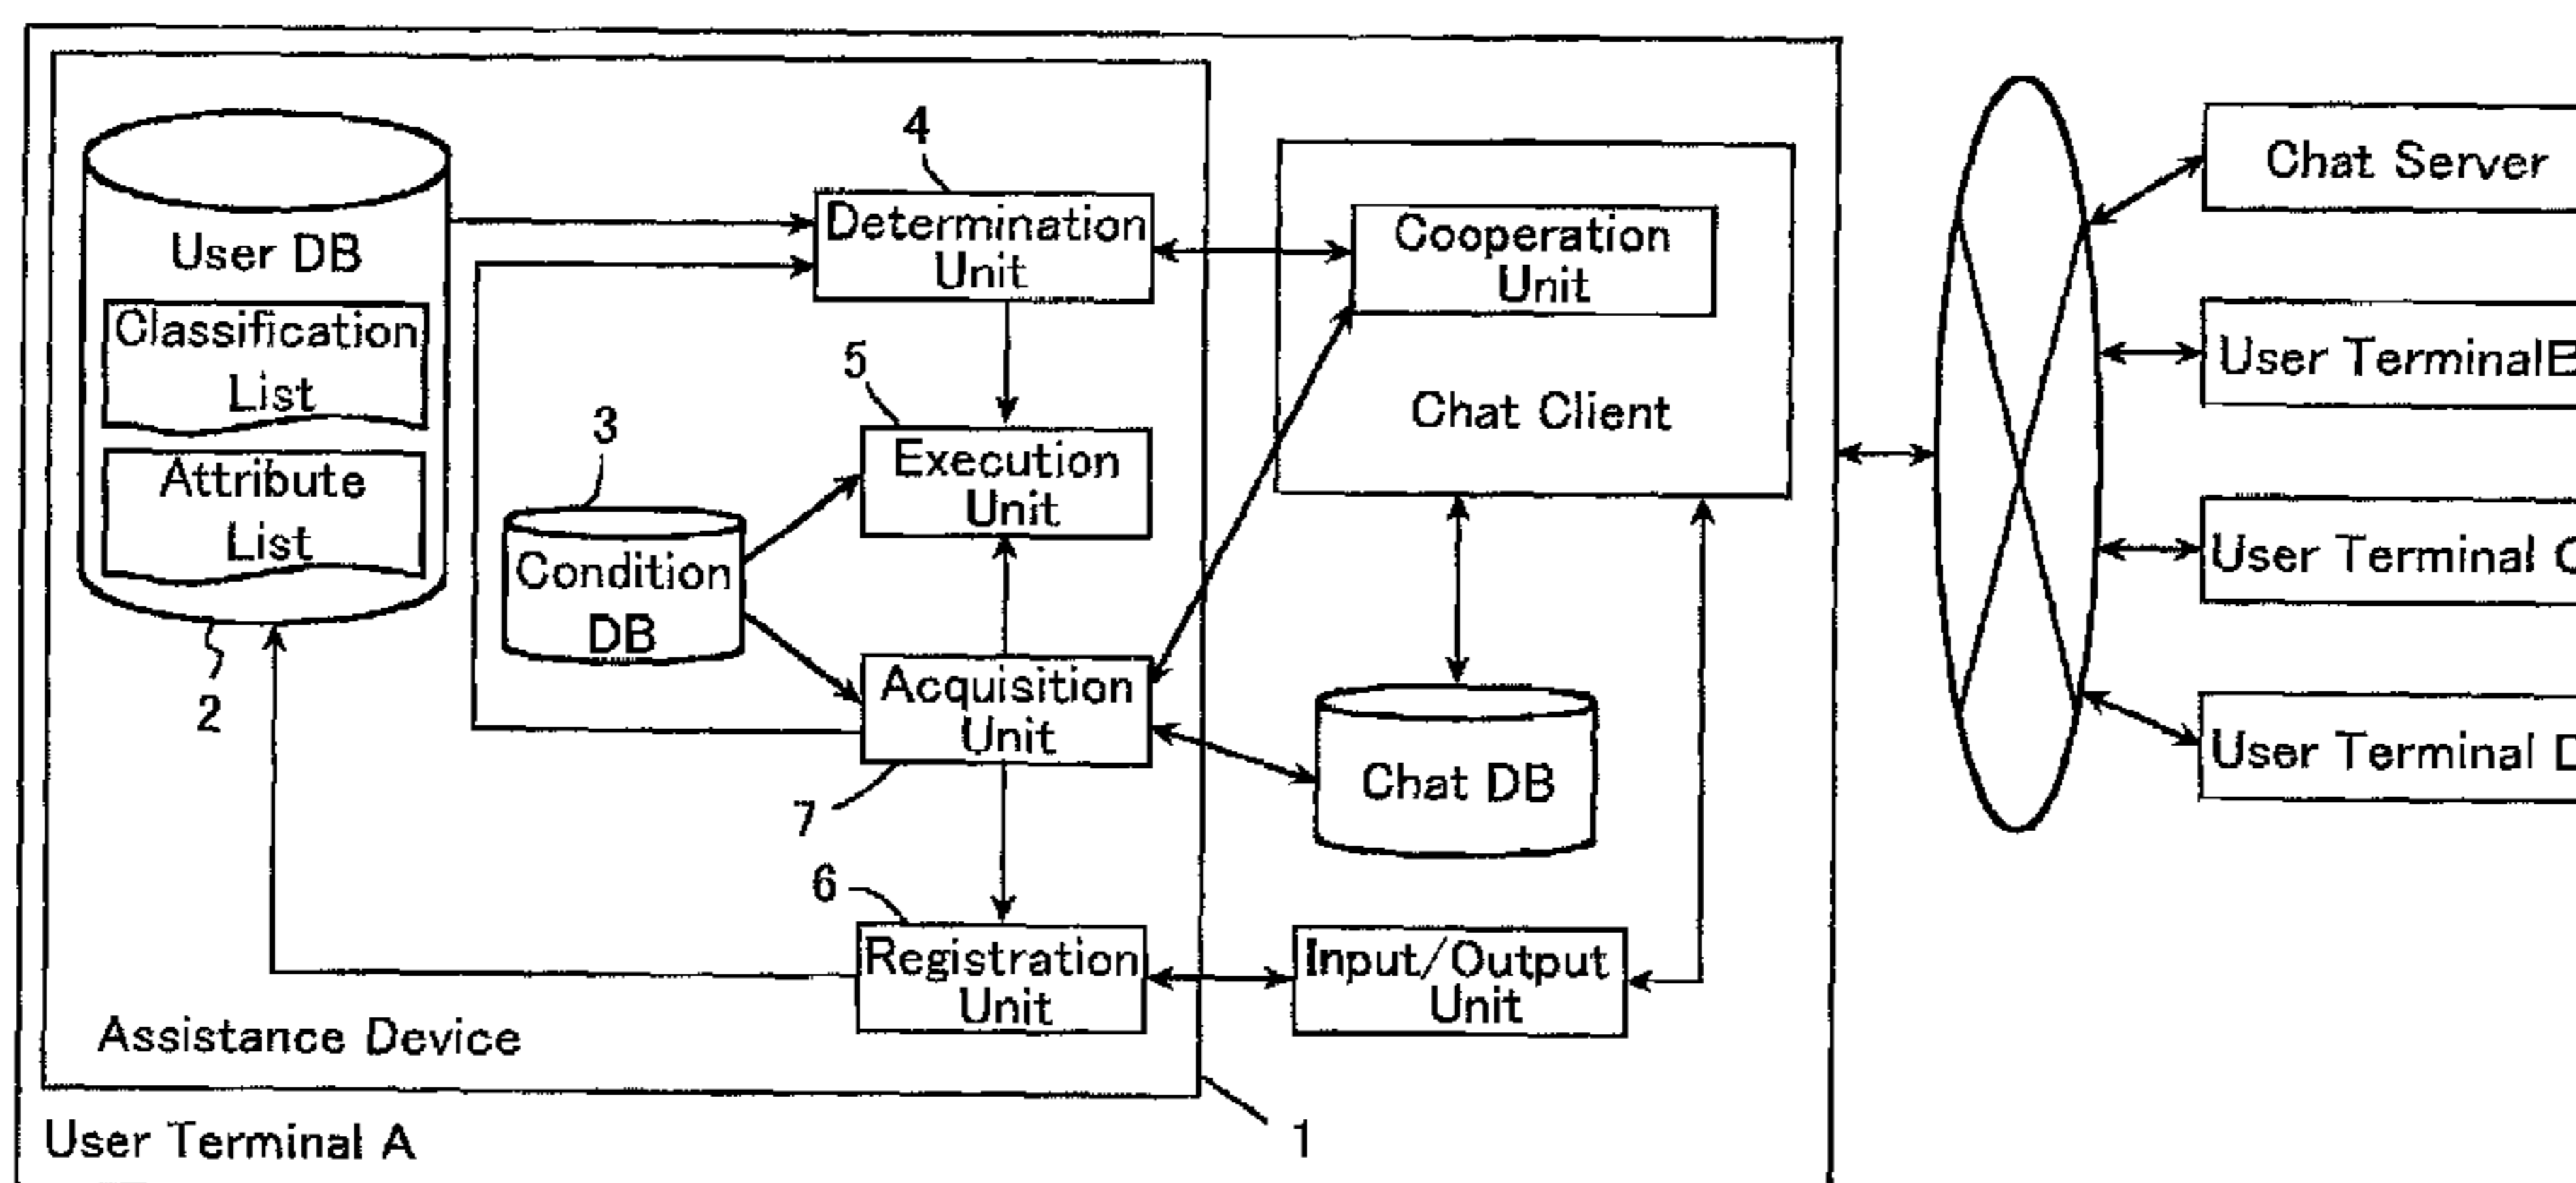 4
Chat Server
Determination
Unit
Cooperation
Unit
User DB
Classification
List
5
User TerminalB
Chat Client
3
Execution
Unit
Attribute
List
Condition
DB
User Terminal C
Acquisition
Unit
2
Chat DB
User Terminal D
7
6
Registration
Unit
Input/Output
Unit
Assistance Device
1
User Terminal A